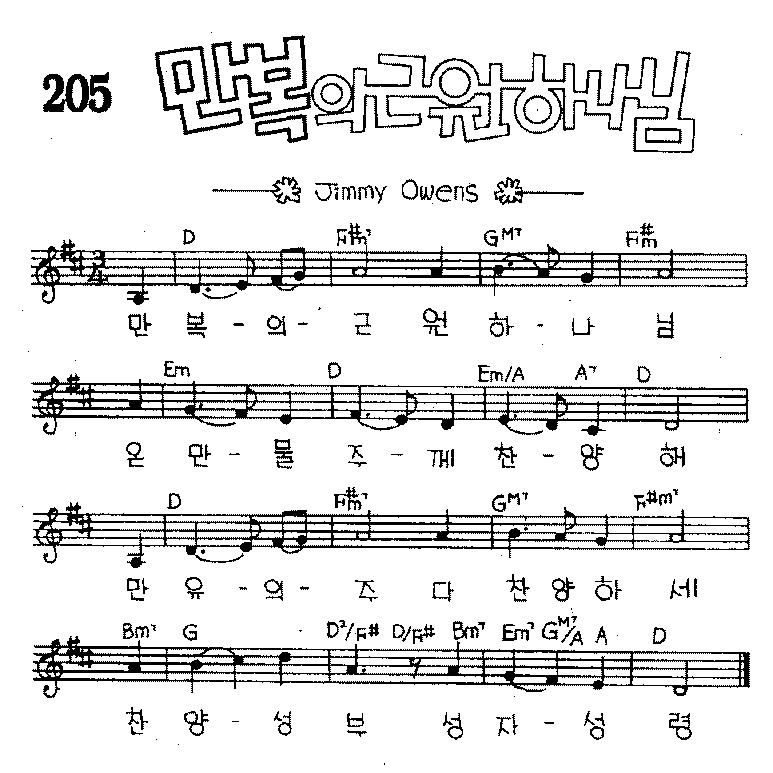 205
만복의근원하나님
Jimmy Owens
D F#m7 GM7 F#m
만 복 - 의 - 근 원 하 - 나 님
Em D Em/A A7 D
온 만 - 물 주 - 께 찬 - 양 해
D F#m7 GM7 F#m7
만 유 - 의 - 주 다 찬 양 하 세
Bm7 G D2/F# D/F# Bm7 Em7 GM7/A A D
찬 양 - 성 부 성 자 - 성 령